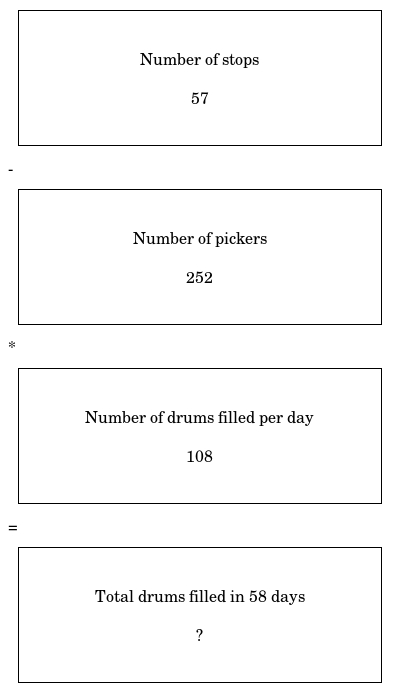 Number of stops
57
-
Number of pickers
252
*
Number of drums filled per day
108
=
Total drums filled in 58 days
?